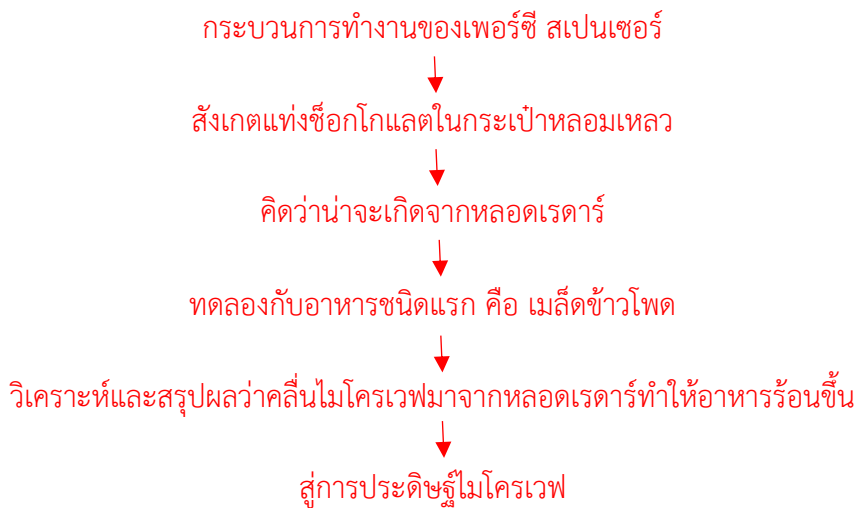 กระบวนการทำงานของเพอร์ซี สเปนเซอร์
สังเกตแท่งช็อกโกแลตในกระเป๋าหลอมเหลว
คิดว่าน่าจะเกิดจากหลอดเรดาร์
ทดลองกับอาหารชนิดแรก คือ เมล็ดข้าวโพด
วิเคราะห์และสรุปผลว่าคลื่นไมโครเวฟมาจากหลอดเรดาร์ทำให้อาหารร้อนขึ้น
สู่การประดิษฐ์ไมโครเวฟ